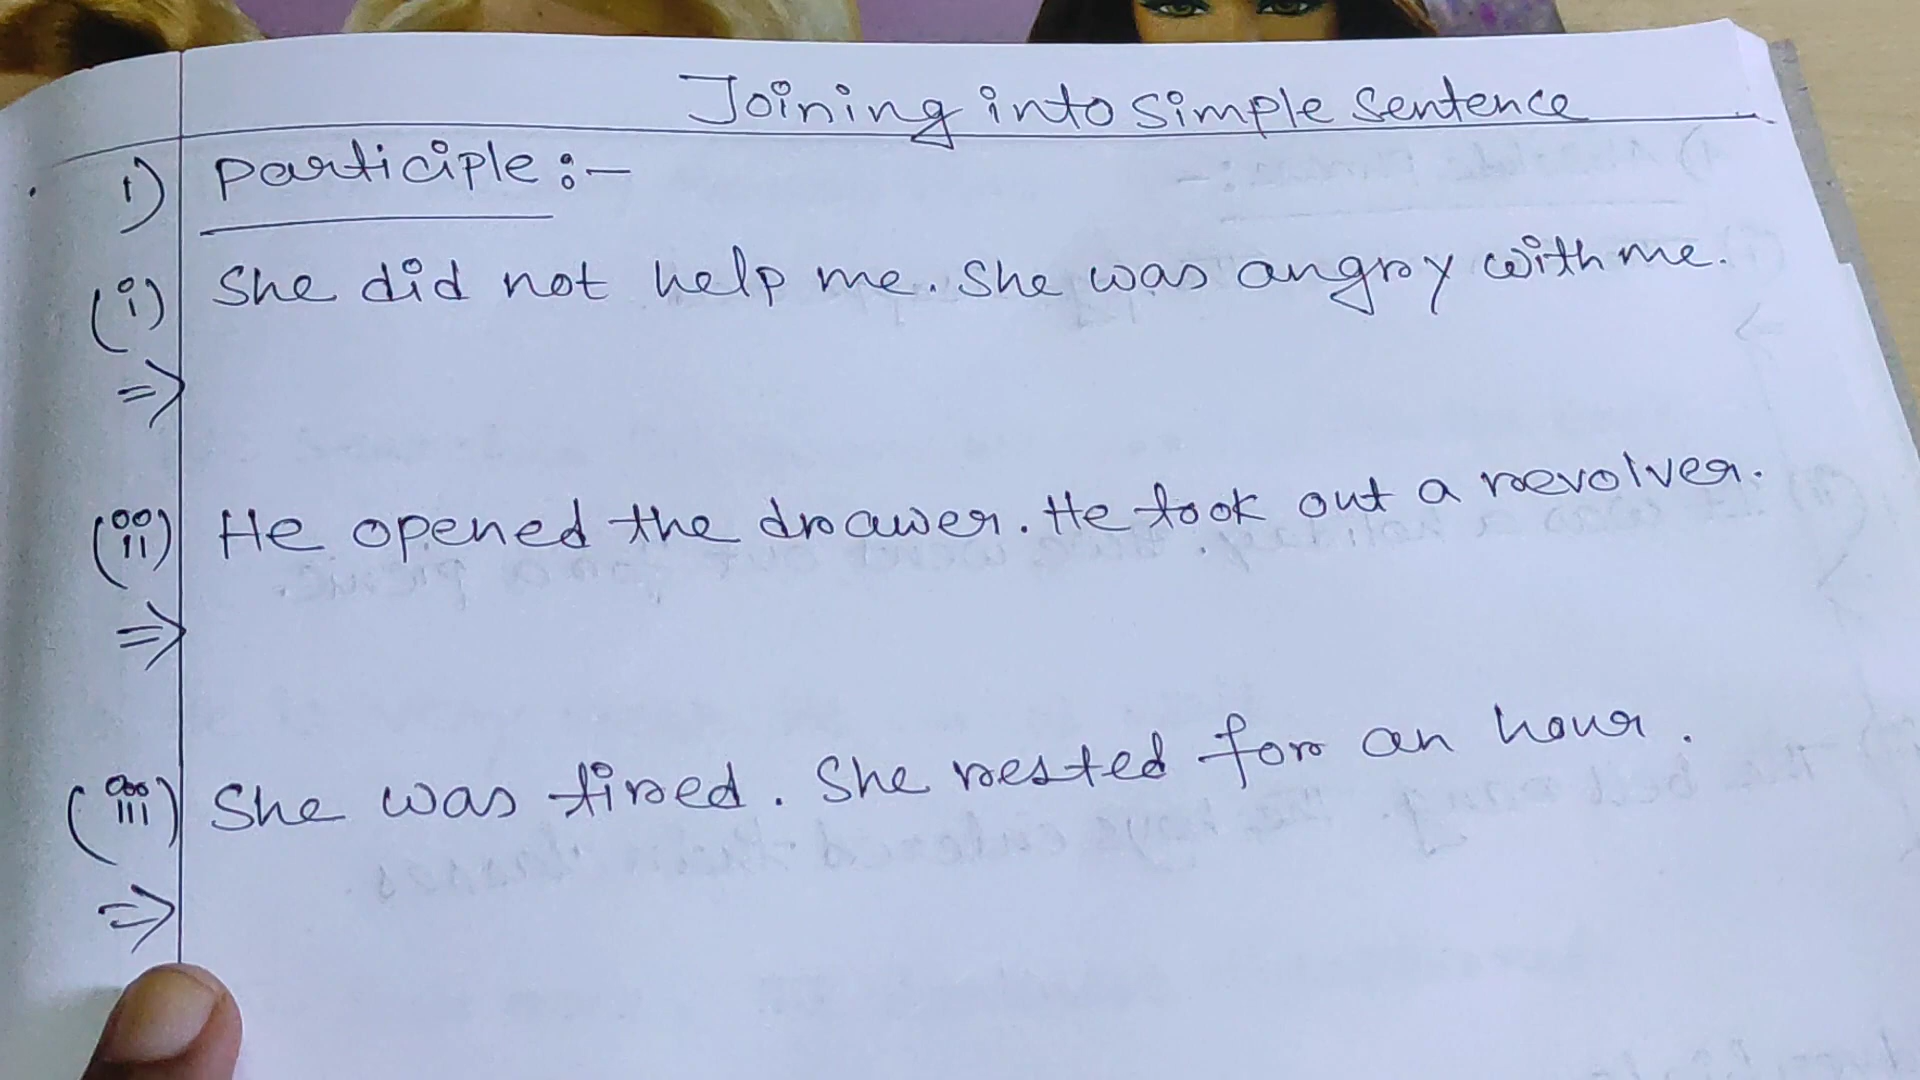 Joining into simple sentence
1) participle :-
(i) She did not help me. She was angry with me.
=>
(ii) He opened the drawer. He took out a revolver.
=>
(iii) She was tired. She rested for an hour.
=>